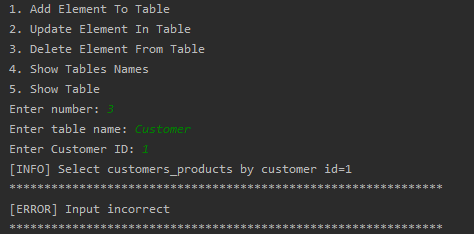 1. Add Element To Table
2. Update Element In Table
3. Delete Element From Table
4. Show Tables Names
5. Show Table
Enter number: 3
Enter table name: Customer
Enter Customer ID: 1
[INFO] Select customers_products by customer id=1
**************************************************************
[ERROR] Input incorrect
**************************************************************